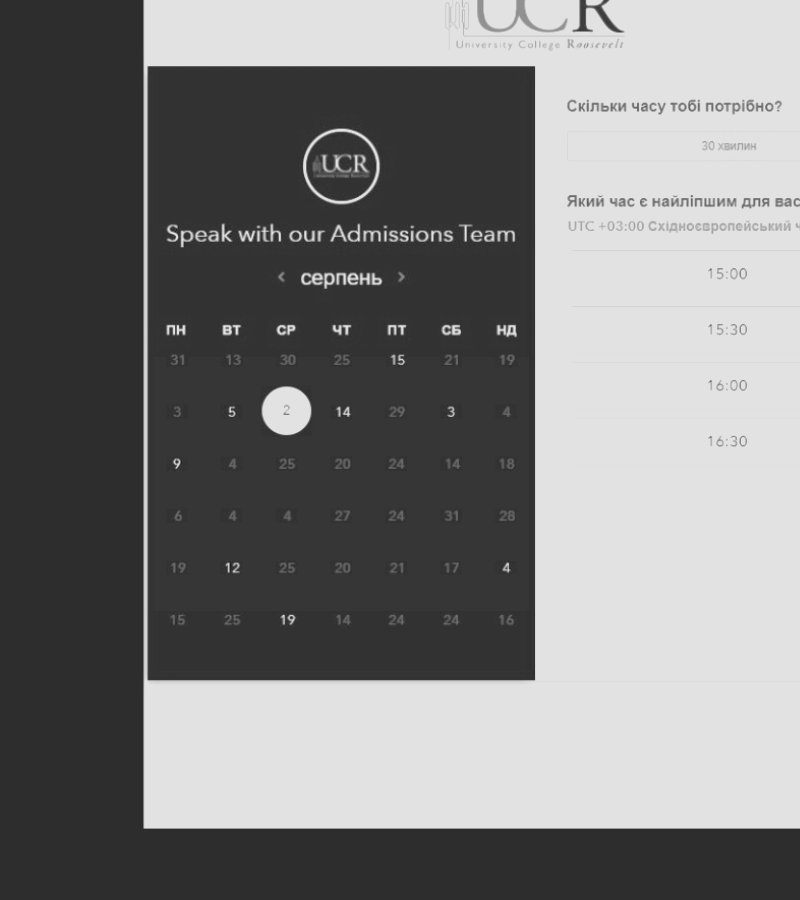 UCR
University College Roosevelt
UCR
Speak with our Admissions Team
‹ серпень ›
ПН ВТ СР ЧТ ПТ СБ НД
31 13 30 25 15 21 19
3 5 2 14 29 3 4
9 4 25 20 24 14 18
6 4 4 27 24 31 28
19 12 25 20 21 17 4
15 25 19 14 24 24 16
Скільки часу тобі потрібно?
30 хвилин
Який час є найліпшим для вас
UTC +03:00 Східноєвропейський ч
15:00
15:30
16:00
16:30